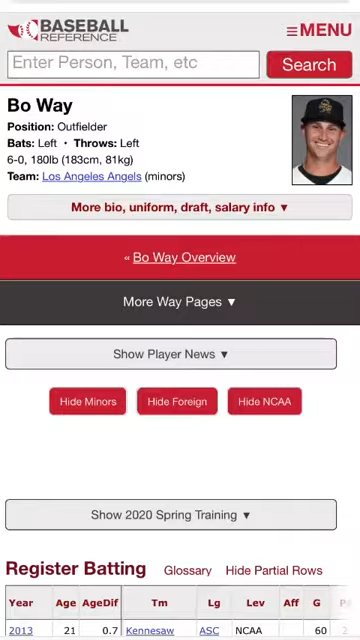 BASEBALL
REFERENCE
≡MENU
Enter Person, Team, etc
Search
Bo Way
Position: Outfielder
Bats: Left • Throws: Left
6-0, 180lb (183cm, 81kg)
Team: Los Angeles Angels (minors)
More bio, uniform, draft, salary info ▼
« Bo Way Overview
More Way Pages ▼
Show Player News ▼
Hide Minors Hide Foreign Hide NCAA
Show 2020 Spring Training ▼
Register Batting Glossary Hide Partial Rows
Year Age AgeDif Tm Lg Lev Aff G
2013 21 0.7 Kennesaw ASC NCAA 60